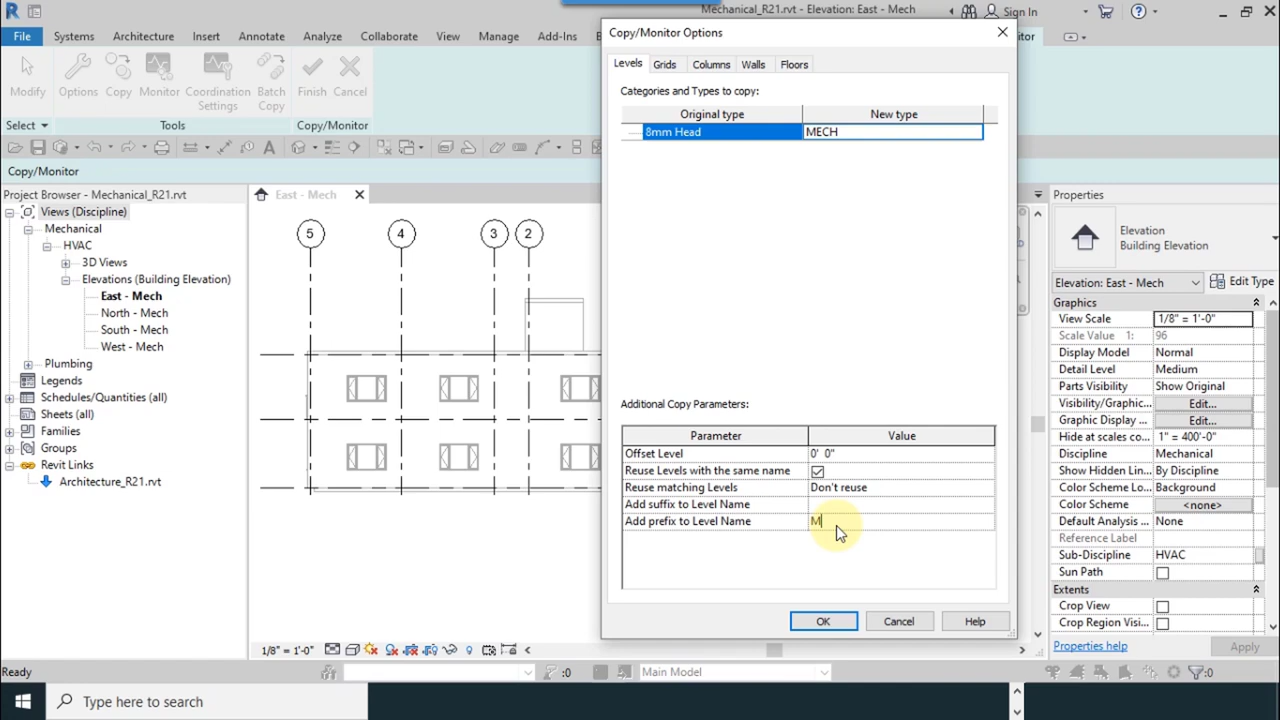 Mechanical_R21.rvt - Elevation: East - Mech
Sign In
File Systems Architecture Insert Annotate Analyze Collaborate View Manage Add-Ins
Modify Options Copy Monitor Coordination Settings Batch Copy Finish Cancel
Select Tools Copy/Monitor
Copy/Monitor
Project Browser - Mechanical_R21.rvt
Views (Discipline)
Mechanical
HVAC
3D Views
Elevations (Building Elevation)
East - Mech
North - Mech
South - Mech
West - Mech
Plumbing
Legends
Schedules/Quantities (all)
Sheets (all)
Families
Groups
Revit Links
Architecture_R21.rvt
East - Mech
5 4 3 2
1/8" = 1'-0"
Copy/Monitor Options
Levels Grids Columns Walls Floors
Categories and Types to copy:
Original type New type
8mm Head MECH
Additional Copy Parameters:
Parameter Value
Offset Level 0' 0"
Reuse Levels with the same name
Reuse matching Levels Don't reuse
Add suffix to Level Name
Add prefix to Level Name M
OK Cancel Help
Properties
Elevation
Building Elevation
Elevation: East - Mech Edit Type
Graphics
View Scale 1/8" = 1'-0"
Scale Value 1: 96
Display Model Normal
Detail Level Medium
Parts Visibility Show Original
Visibility/Graphic... Edit...
Graphic Display ... Edit...
Hide at scales co... 1" = 400'-0"
Discipline Mechanical
Show Hidden Lin... By Discipline
Color Scheme Lo... Background
Color Scheme <none>
Default Analysis ... None
Reference Label
Sub-Discipline HVAC
Sun Path
Extents
Crop View
Crop Region Visi...
Properties help Apply
Ready :0 Main Model :0
Type here to search